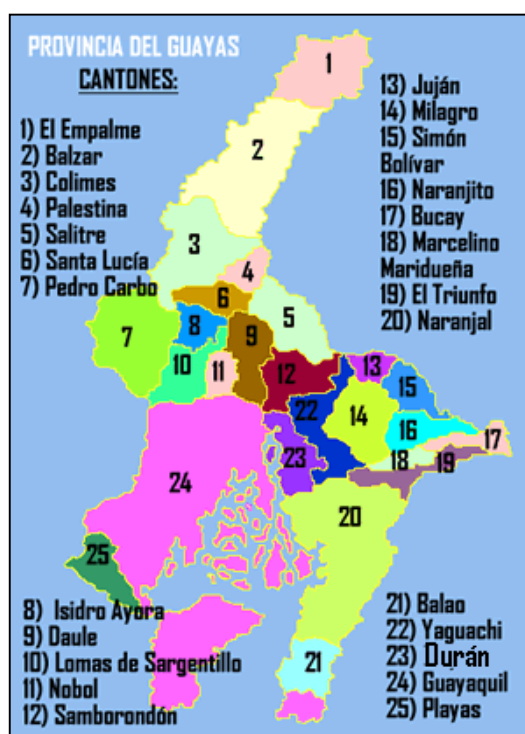 PROVINCIA DEL GUAYAS
CANTONES:
1) El Empalme
2) Balzar
3) Colimes
4) Palestina
5) Salitre
6) Santa Lucía
7) Pedro Carbo
8) Isidro Ayora
9) Daule
10) Lomas de Sargentillo
11) Nobol
12) Samborondón
13) Juján
14) Milagro
15) Simón
Bolívar
16) Naranjito
17) Bucay
18) Marcelino
Maridueña
19) El Triunfo
20) Naranjal
21) Balao
22) Yaguachi
23) Durán
24) Guayaquil
25) Playas
1
2
3
4
5
6
7
8
9
10
11
12
13
14
15
16
17
18
19
20
21
22
23
24
25